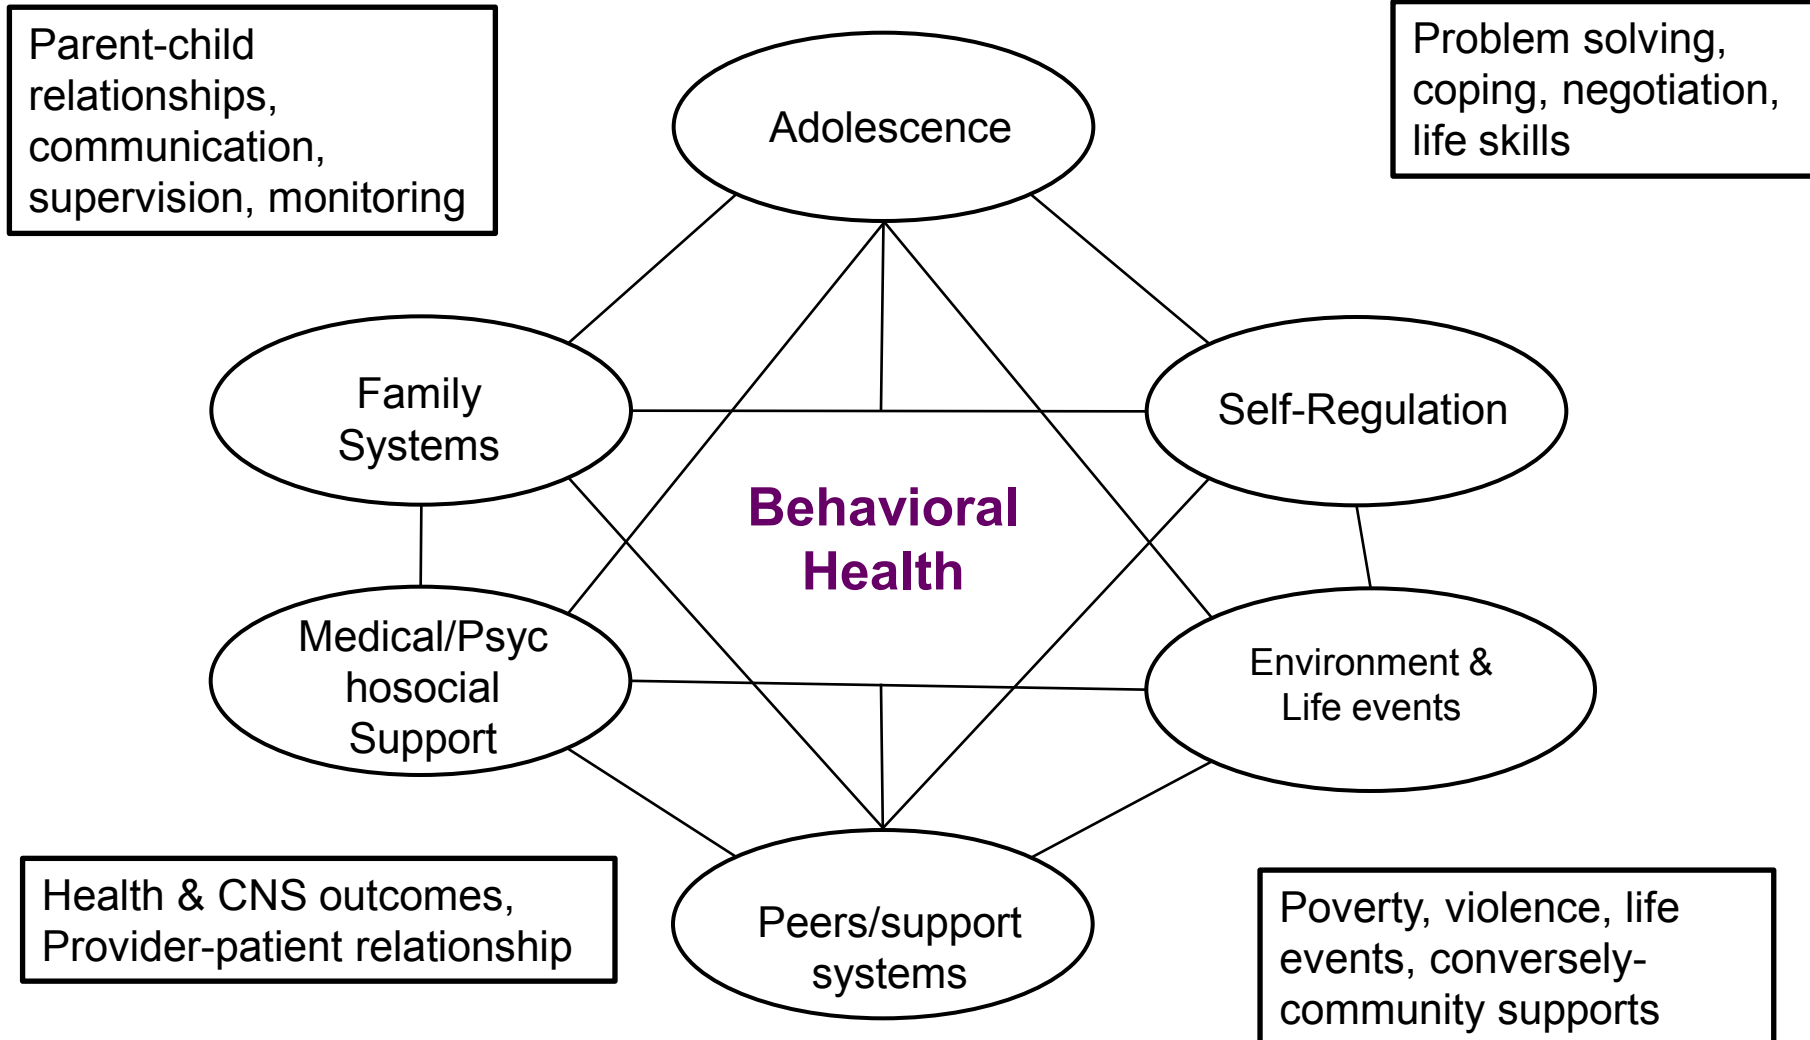 Parent-child
relationships,
communication,
supervision, monitoring
Adolescence
Problem solving,
coping, negotiation,
life skills
Family
Systems
Self-Regulation
Behavioral
Health
Medical/Psyc
hosocial
Support
Environment &
Life events
Health & CNS outcomes,
Provider-patient relationship
Peers/support
systems
Poverty, violence, life
events, conversely-
community supports